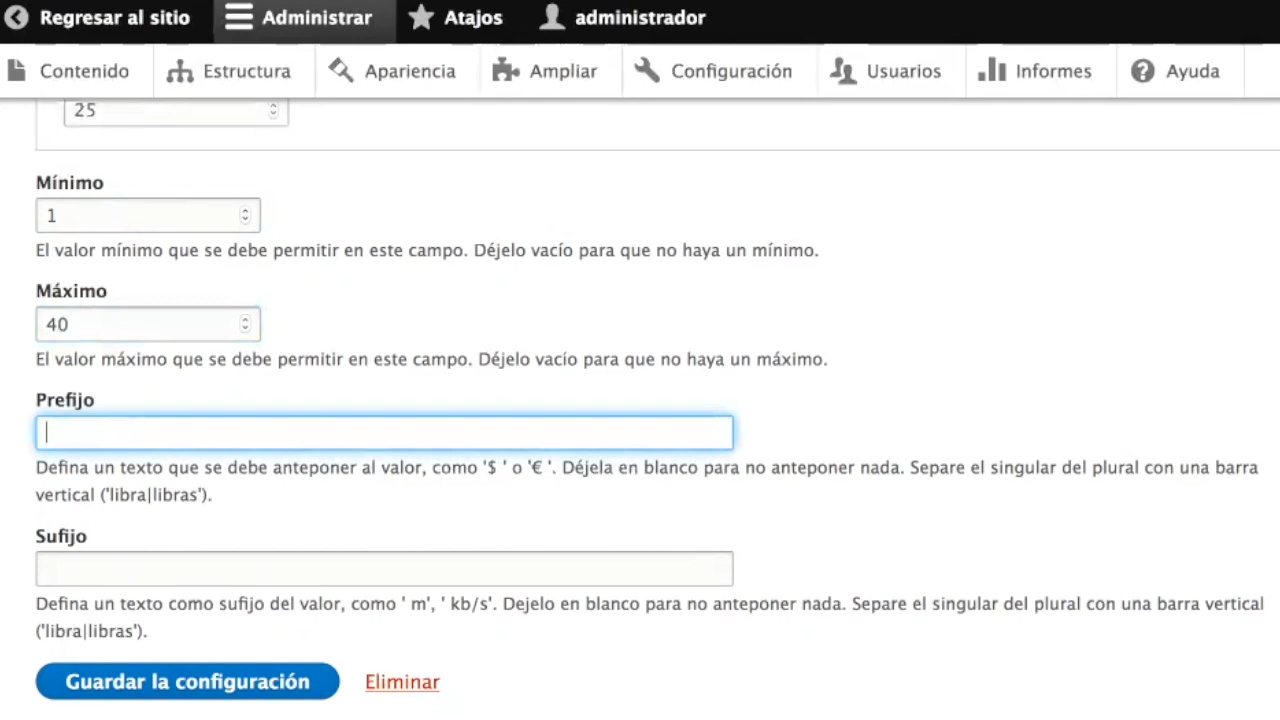 Regresar al sitio Administrar Atajos administrador
Contenido Estructura Apariencia Ampliar Configuración Usuarios Informes Ayuda
25
Mínimo
1
El valor mínimo que se debe permitir en este campo. Déjelo vacío para que no haya un mínimo.
Máximo
40
El valor máximo que se debe permitir en este campo. Déjelo vacío para que no haya un máximo.
Prefijo
Defina un texto que se debe anteponer al valor, como '$ ' o '€ '. Déjela en blanco para no anteponer nada. Separe el singular del plural con una barra
vertical ('libra|libras').
Sufijo
Defina un texto como sufijo del valor, como ' m', ' kb/s'. Dejelo en blanco para no anteponer nada. Separe el singular del plural con una barra vertical
('libra|libras').
Guardar la configuración Eliminar